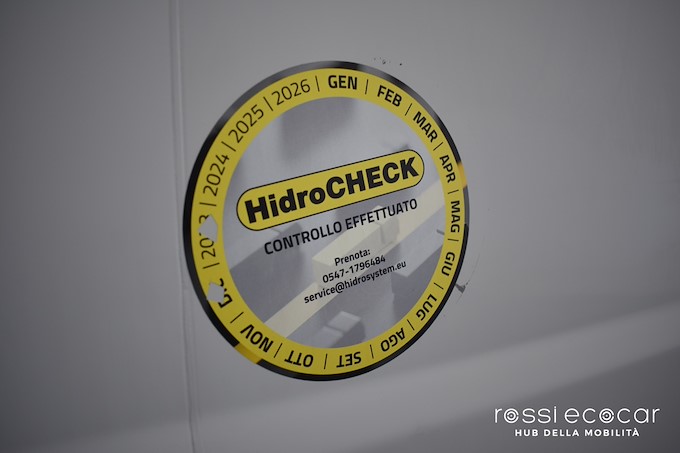 GEN | FEB | MAR | APR | MAG | GIU | LUG | AGO | SET | OTT | NOV
2024 | 2025 | 2026
HidroCHECK
CONTROLLO EFFETTUATO
Prenota:
0547-1796484
service@hidrosystem.eu
rossi ecocar
HUB DELLA MOBILITÀ